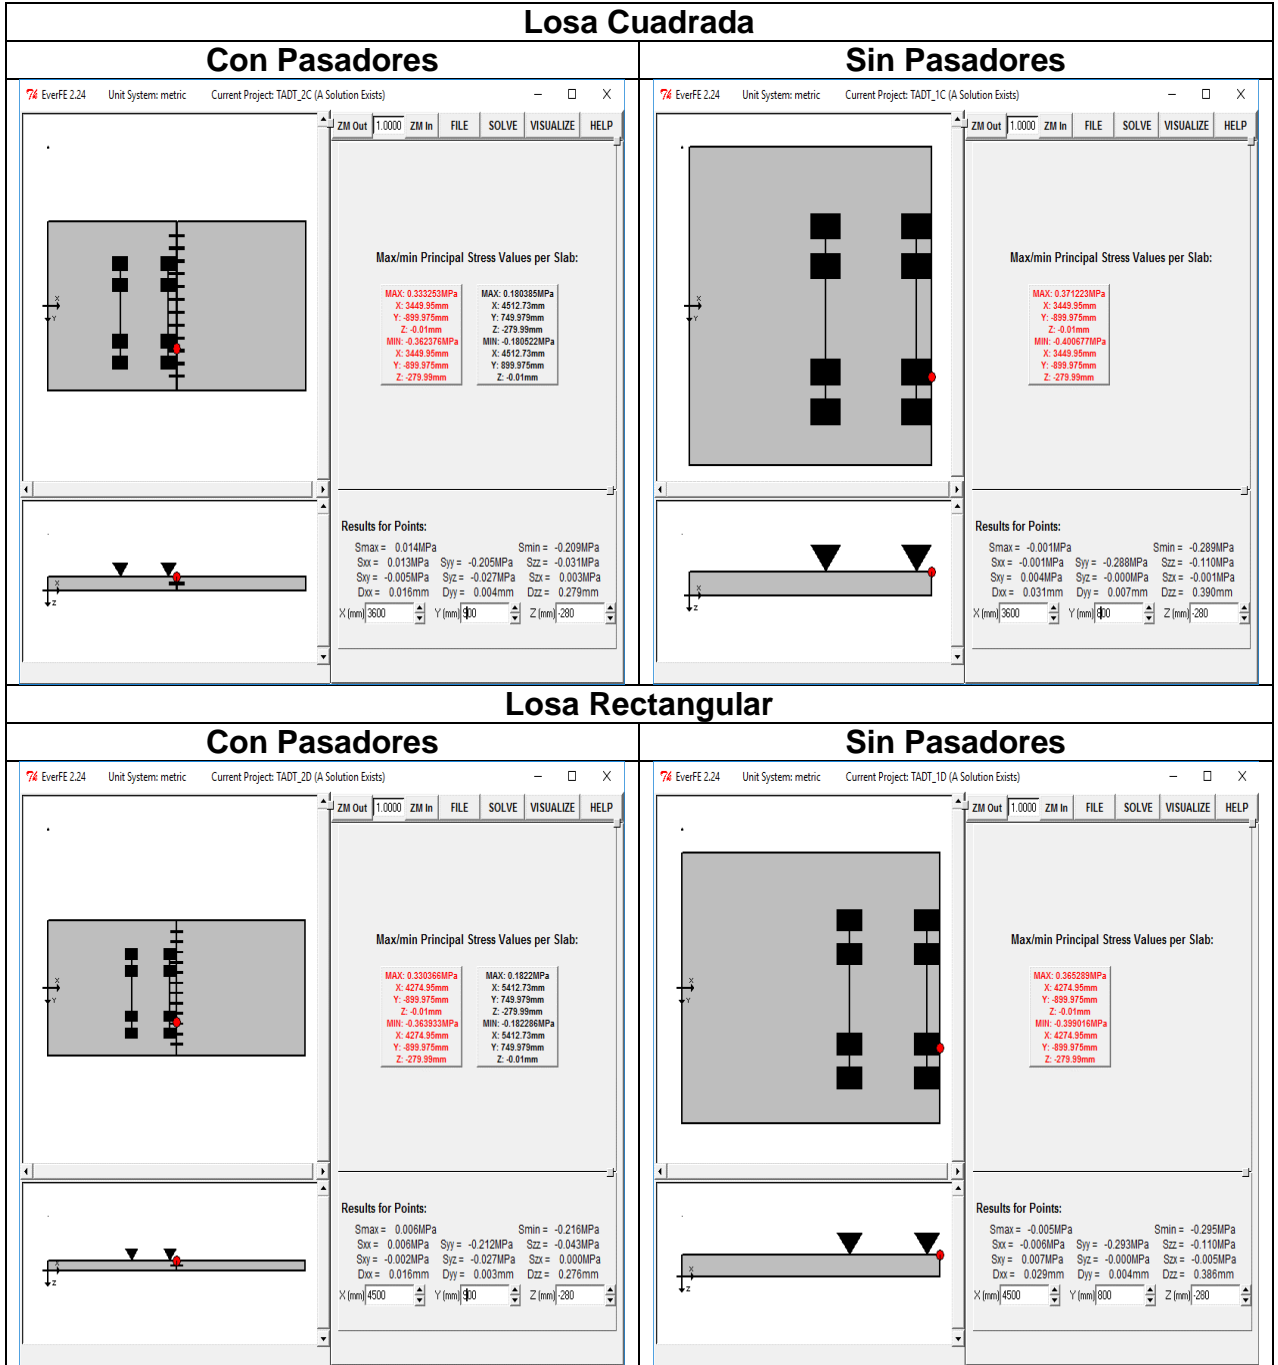 Losa Cuadrada
Con Pasadores
EverFE 2.24 Unit System: metric Current Project: TADT_2C (A Solution Exists)
ZM Out 1.0000 ZM In FILE SOLVE VISUALIZE HELP
X
Y
Max/min Principal Stress Values per Slab:
MAX: 0.333253MPa
X: 3449.95mm
Y: -899.975mm
Z: -0.01mm
MIN: -0.362376MPa
X: 3449.95mm
Y: -899.975mm
Z: -279.99mm
MAX: 0.180385MPa
X: 4512.73mm
Y: 749.979mm
Z: -279.99mm
MIN: -0.180522MPa
X: 4512.73mm
Y: 899.975mm
Z: -0.01mm
X
Z
Results for Points:
Smax = 0.014MPa Smin = -0.209MPa
Sxx = 0.013MPa Syy = -0.205MPa Szz = -0.031MPa
Sxy = -0.005MPa Syz = -0.027MPa Szx = 0.003MPa
Dxx = 0.016mm Dyy = 0.004mm Dzz = 0.279mm
X (mm) 3600 Y (mm) 900 Z (mm) -280
Sin Pasadores
EverFE 2.24 Unit System: metric Current Project: TADT_1C (A Solution Exists)
ZM Out 1.0000 ZM In FILE SOLVE VISUALIZE HELP
X
Y
Max/min Principal Stress Values per Slab:
MAX: 0.371223MPa
X: 3449.95mm
Y: -899.975mm
Z: -0.01mm
MIN: -0.400677MPa
X: 3449.95mm
Y: -899.975mm
Z: -279.99mm
X
Z
Results for Points:
Smax = -0.001MPa Smin = -0.289MPa
Sxx = -0.001MPa Syy = -0.288MPa Szz = -0.110MPa
Sxy = 0.004MPa Syz = -0.000MPa Szx = -0.001MPa
Dxx = 0.031mm Dyy = 0.007mm Dzz = 0.390mm
X (mm) 3600 Y (mm) 800 Z (mm) -280
Losa Rectangular
Con Pasadores
EverFE 2.24 Unit System: metric Current Project: TADT_2D (A Solution Exists)
ZM Out 1.0000 ZM In FILE SOLVE VISUALIZE HELP
X
Y
Max/min Principal Stress Values per Slab:
MAX: 0.330366MPa
X: 4274.95mm
Y: -899.975mm
Z: -0.01mm
MIN: -0.363933MPa
X: 4274.95mm
Y: -899.975mm
Z: -279.99mm
MAX: 0.1822MPa
X: 5412.73mm
Y: 749.979mm
Z: -279.99mm
MIN: -0.182286MPa
X: 5412.73mm
Y: 749.979mm
Z: -0.01mm
X
Z
Results for Points:
Smax = 0.006MPa Smin = -0.216MPa
Sxx = 0.006MPa Syy = -0.212MPa Szz = -0.043MPa
Sxy = -0.002MPa Syz = -0.027MPa Szx = 0.000MPa
Dxx = 0.016mm Dyy = 0.003mm Dzz = 0.276mm
X (mm) 4500 Y (mm) 900 Z (mm) -280
Sin Pasadores
EverFE 2.24 Unit System: metric Current Project: TADT_1D (A Solution Exists)
ZM Out 1.0000 ZM In FILE SOLVE VISUALIZE HELP
X
Y
Max/min Principal Stress Values per Slab:
MAX: 0.365289MPa
X: 4274.95mm
Y: -899.975mm
Z: -0.01mm
MIN: -0.399016MPa
X: 4274.95mm
Y: -899.975mm
Z: -279.99mm
X
Z
Results for Points:
Smax = -0.005MPa Smin = -0.295MPa
Sxx = -0.006MPa Syy = -0.293MPa Szz = -0.110MPa
Sxy = 0.007MPa Syz = -0.000MPa Szx = -0.005MPa
Dxx = 0.029mm Dyy = 0.004mm Dzz = 0.386mm
X (mm) 4500 Y (mm) 800 Z (mm) -280